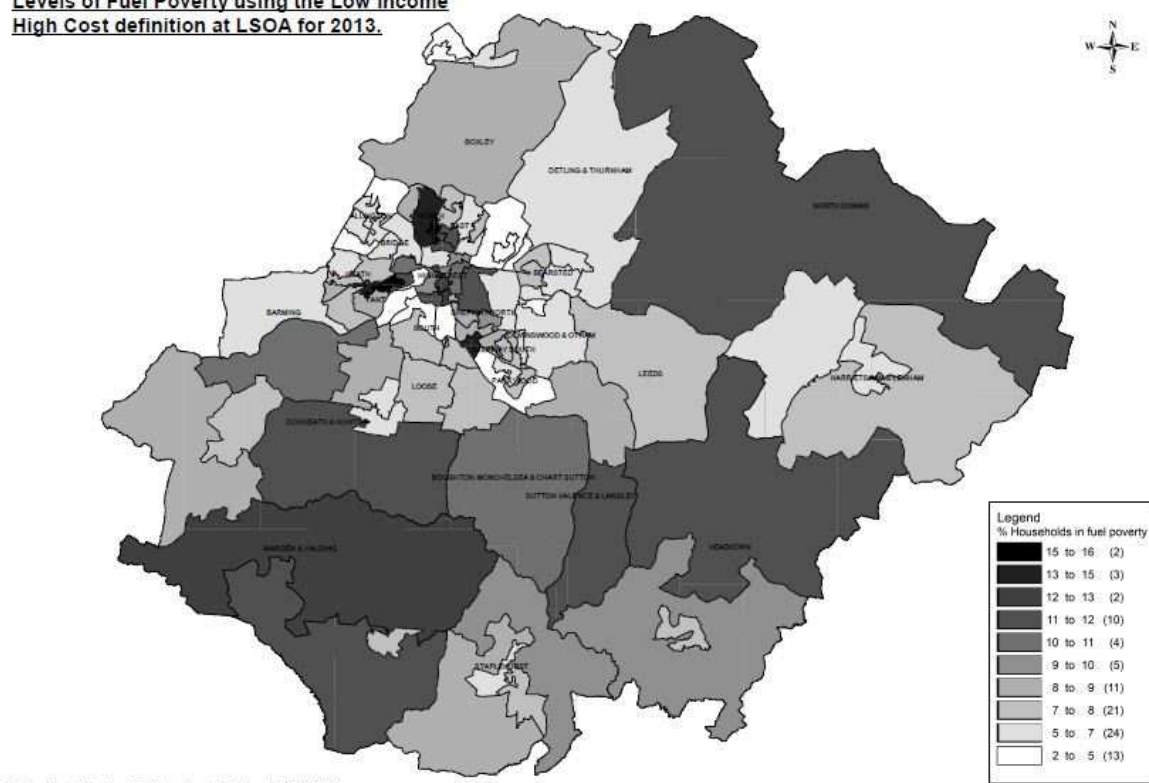 Levels of Fuel Poverty using the Low Income
High Cost definition at LSOA for 2013.
N
W E
S
BOXLEY
DETLING & THURNHAM
NORTH DOWNS
EAST
BRIDGE
HEATH
BEARSTED
BARMING
SOUTH
LEEDS
LOOSE
PARK WOOD
BOUGHTON MONCHELSEA & CHART SUTTON
SUTTON VALENCE & LANGLEY
MARDEN & YALDING
HEADCORN
STAPLEHURST
Legend
% Households in fuel poverty
15 to 16 (2)
13 to 15 (3)
12 to 13 (2)
11 to 12 (10)
10 to 11 (4)
9 to 10 (5)
8 to 9 (11)
7 to 8 (21)
5 to 7 (24)
2 to 5 (13)